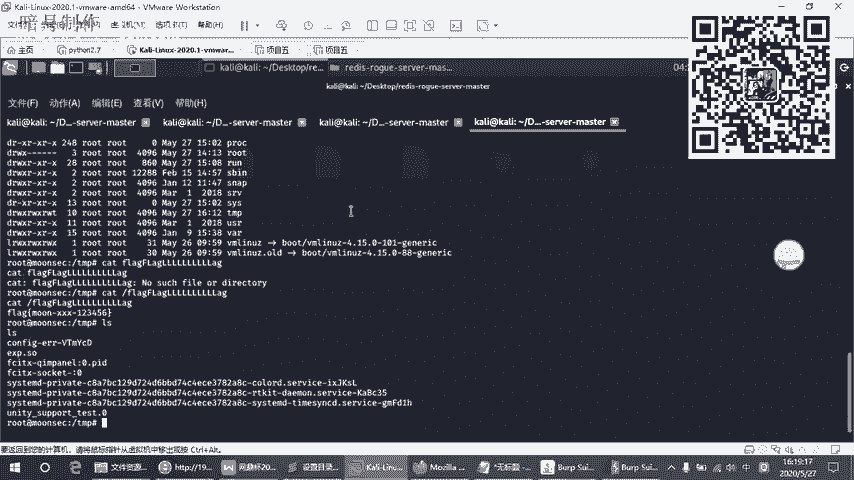 Kali-Linux-2020.1-vmware-amd64 - VMware Workstation
暗月制作
帮助(H)
主页
python2.7
Kali-Linux-2020.1-vmwar...
项目五
项目五
kali@kali: ~/Desktop/re...
redis-rogue-server-mas...
kali@kali: ~/Desktop/redis-rogue-server-master
文件(F) 动作(A) 编辑(E) 查看(V) 帮助(H)
kali@kali: ~/D...-server-master
kali@kali: ~/D...-server-master
kali@kali: ~/D...-server-master
kali@kali: ~/D...-server-master
dr-xr-xr-x 248 root root 0 May 27 15:02 proc
drwx------ 3 root root 4096 May 27 14:13 root
drwxr-xr-x 28 root root 860 May 27 15:08 run
drwxr-xr-x 2 root root 12288 Feb 15 14:57 sbin
drwxr-xr-x 2 root root 4096 Jan 12 11:47 snap
drwxr-xr-x 2 root root 4096 Mar 1 2018 srv
dr-xr-xr-x 13 root root 0 May 27 15:02 sys
drwxrwxrwt 10 root root 4096 May 27 16:12 tmp
drwxr-xr-x 11 root root 4096 Mar 1 2018 usr
drwxr-xr-x 15 root root 4096 Jan 9 15:38 var
lrwxrwxrwx 1 root root 31 May 26 09:59 vmlinuz -> boot/vmlinuz-4.15.0-101-generic
lrwxrwxrwx 1 root root 30 May 26 09:59 vmlinuz.old -> boot/vmlinuz-4.15.0-88-generic
root@moonsec:/tmp# cat flagFLagLLLLLLLLLLag
cat flagFlagLLLLLLLLLLag
cat: flagFLagLLLLLLLLLLag: No such file or directory
root@moonsec:/tmp# cat /flagFLagLLLLLLLLLLag
cat /flagFLagLLLLLLLLLLag
flag{moon-xxx-123456}
root@moonsec:/tmp# ls
ls
config-err-VTmYcD
exp.so
fcitx-qimpanel:0.pid
fcitx-socket-:0
systemd-private-c8a7bc129d724d6bbd74c4ece3782a8c-colord.service-ixJKsL
systemd-private-c8a7bc129d724d6bbd74c4ece3782a8c-rtkit-daemon.service-KaBc35
systemd-private-c8a7bc129d724d6bbd74c4ece3782a8c-systemd-timesyncd.service-gmFd1h
unity_support_test.0
root@moonsec:/tmp#
要返回到您的计算机，请将鼠标指针从虚拟机中移出或按 Ctrl+Alt。
文件资源...
http://19...
网鼎杯20...
设置目录...
Kali-Linu...
Mozilla ...
*无标题 -...
Burp Sui...
Burp Sui...
中
16:19:17
2020/5/27